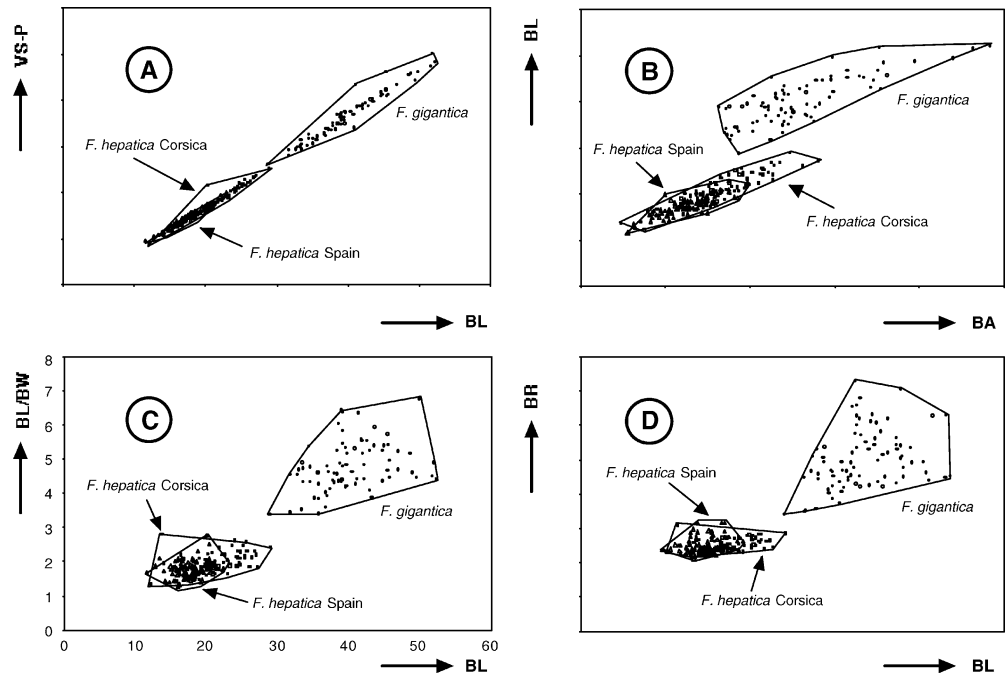 VS-P
A
F. hepatica Corsica
F. gigantica
F. hepatica Spain
BL
BL
B
F. gigantica
F. hepatica Spain
F. hepatica Corsica
BA
BL/BW
8
7
6
5
4
3
2
1
0
C
F. hepatica Corsica
F. gigantica
F. hepatica Spain
0 10 20 30 40 50 60
BL
BR
D
F. hepatica Spain
F. gigantica
F. hepatica Corsica
BL